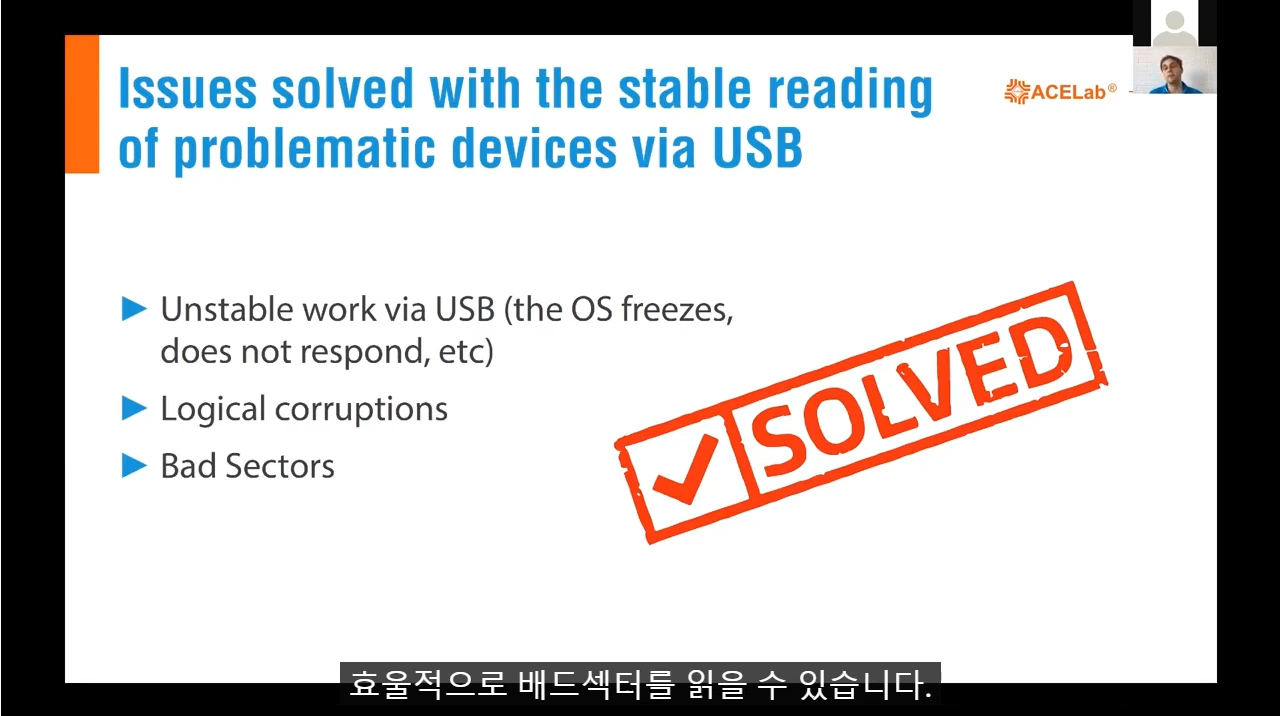 Issues solved with the stable reading
of problematic devices via USB
ACELab®
Unstable work via USB (the OS freezes,
does not respond, etc)
Logical corruptions
Bad Sectors
SOLVED
효울적으로 배드섹터를 읽을 수 있습니다.